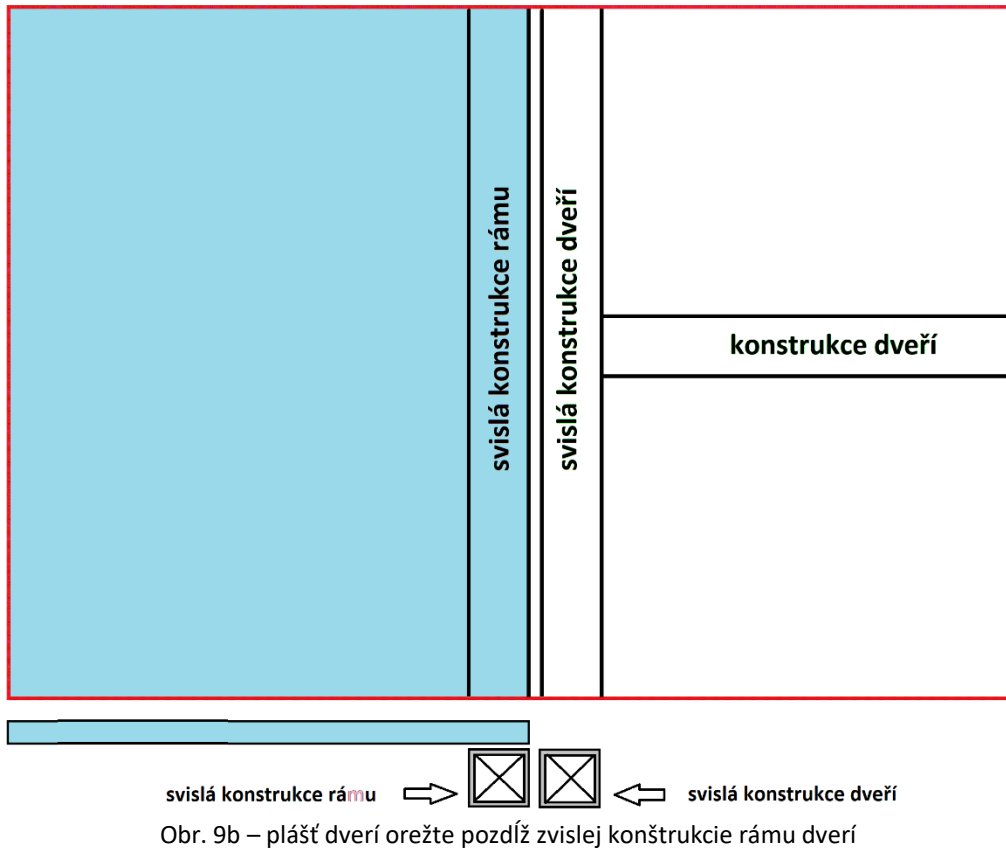 svislá konstrukce rámu
svislá konstrukce dveří
konstrukce dveří
svislá konstrukce rámu
svislá konstrukce dveří
Obr. 9b – plášť dverí orežte pozdĺž zvislej konštrukcie rámu dverí